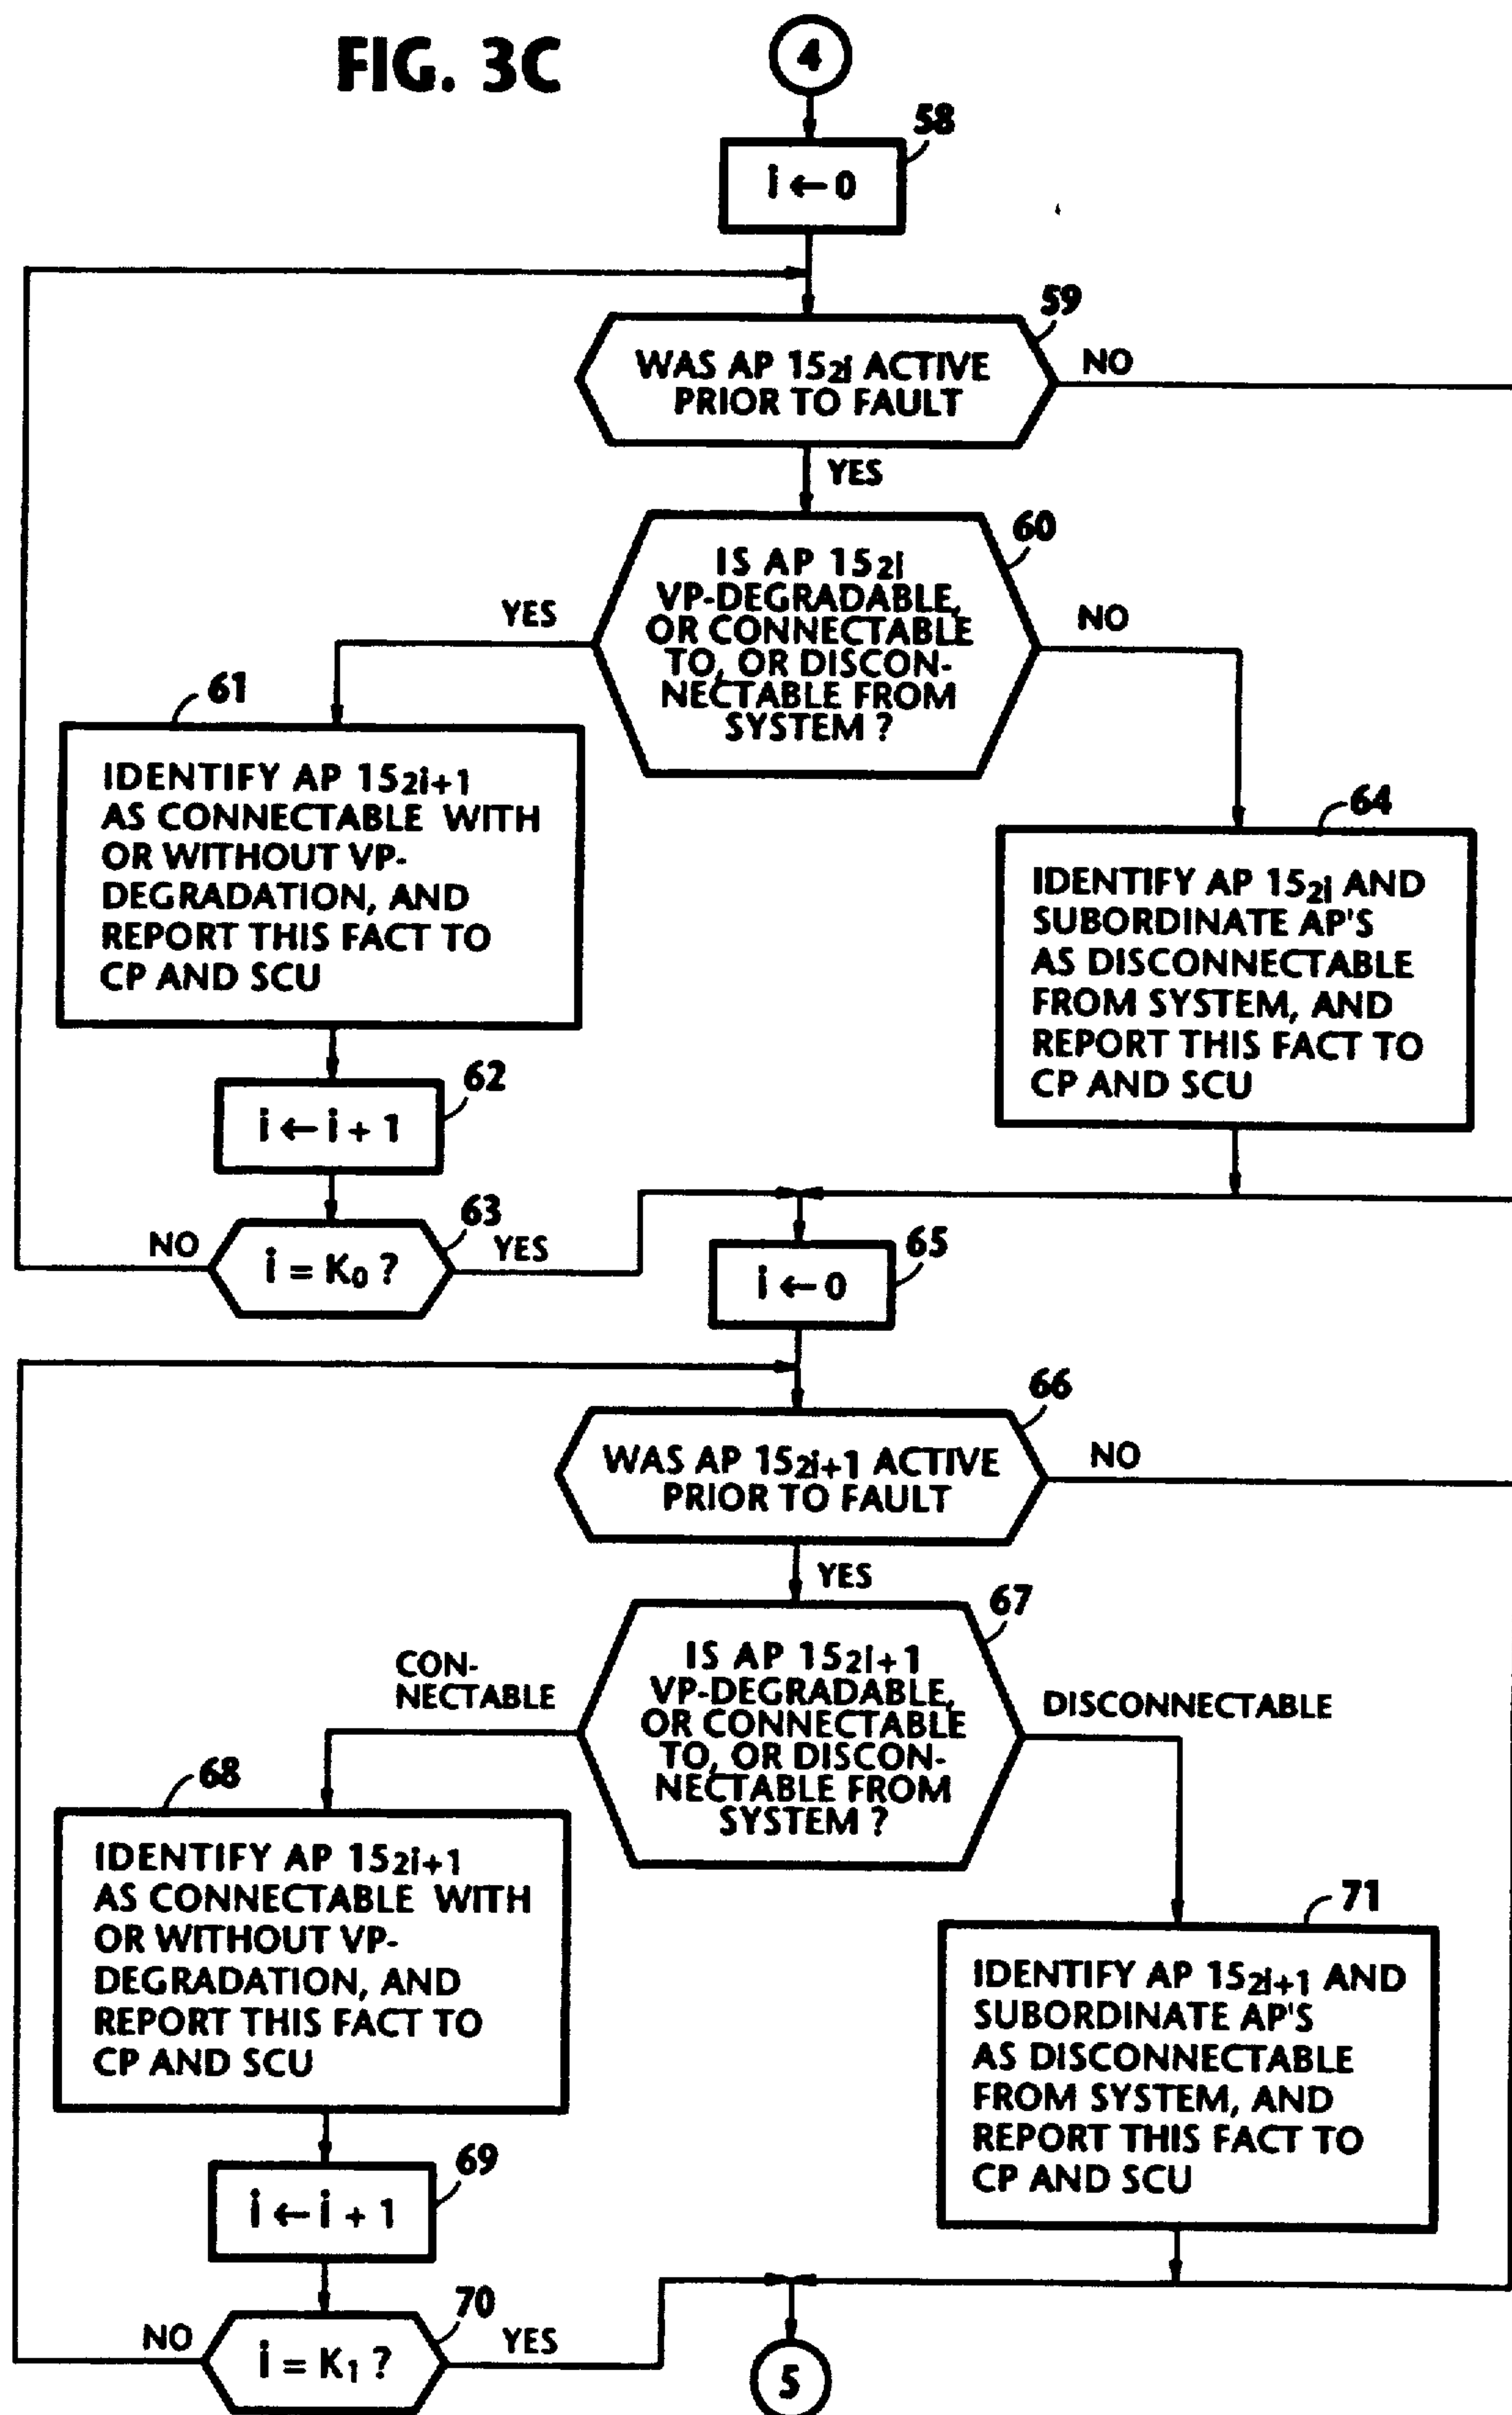 FIG. 3C
4
58
i ← 0
59
WAS AP 15₂ᵢ ACTIVE
PRIOR TO FAULT
NO
YES
60
IS AP 15₂ᵢ
VP-DEGRADABLE,
OR CONNECTABLE
TO, OR DISCON-
NECTABLE FROM
SYSTEM ?
YES
NO
61
IDENTIFY AP 15₂ᵢ₊₁
AS CONNECTABLE WITH
OR WITHOUT VP-
DEGRADATION, AND
REPORT THIS FACT TO
CP AND SCU
64
IDENTIFY AP 15₂ᵢ AND
SUBORDINATE AP'S
AS DISCONNECTABLE
FROM SYSTEM, AND
REPORT THIS FACT TO
CP AND SCU
62
i ← i + 1
63
NO
i = K₀ ?
YES
65
i ← 0
66
WAS AP 15₂ᵢ₊₁ ACTIVE
PRIOR TO FAULT
NO
YES
67
IS AP 15₂ᵢ₊₁
VP-DEGRADABLE,
OR CONNECTABLE
TO, OR DISCON-
NECTABLE FROM
SYSTEM ?
CON-
NECTABLE
DISCONNECTABLE
68
IDENTIFY AP 15₂ᵢ₊₁
AS CONNECTABLE WITH
OR WITHOUT VP-
DEGRADATION, AND
REPORT THIS FACT TO
CP AND SCU
71
IDENTIFY AP 15₂ᵢ₊₁ AND
SUBORDINATE AP'S
AS DISCONNECTABLE
FROM SYSTEM, AND
REPORT THIS FACT TO
CP AND SCU
69
i ← i + 1
70
NO
i = K₁ ?
YES
5